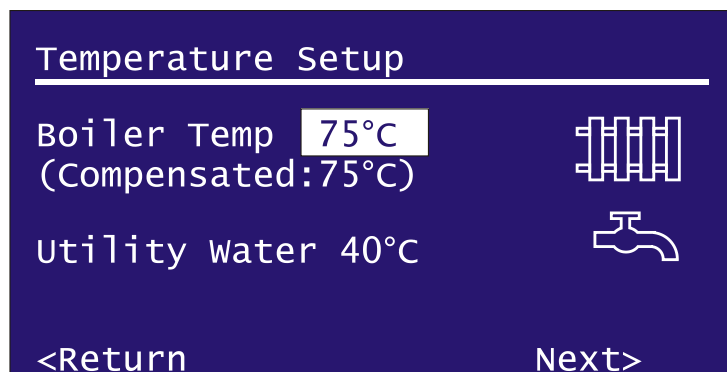 Temperature Setup
Boiler Temp 75°C
(Compensated:75°C)
Utility Water 40°C
<Return Next>